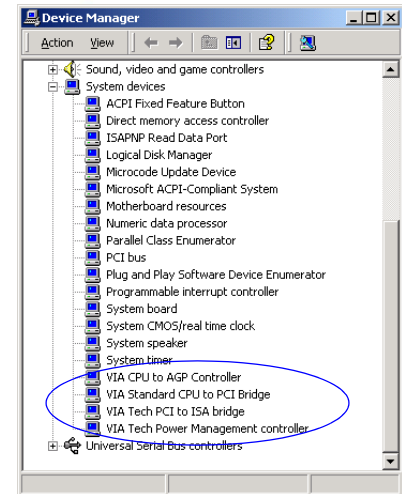 Device Manager
Action View
Sound, video and game controllers
System devices
ACPI Fixed Feature Button
Direct memory access controller
ISAPNP Read Data Port
Logical Disk Manager
Microcode Update Device
Microsoft ACPI-Compliant System
Motherboard resources
Numeric data processor
Parallel Class Enumerator
PCI bus
Plug and Play Software Device Enumerator
Programmable interrupt controller
System board
System CMOS/real time clock
System speaker
System timer
VIA CPU to AGP Controller
VIA Standard CPU to PCI Bridge
VIA Tech PCI to ISA bridge
VIA Tech Power Management controller
Universal Serial Bus controllers